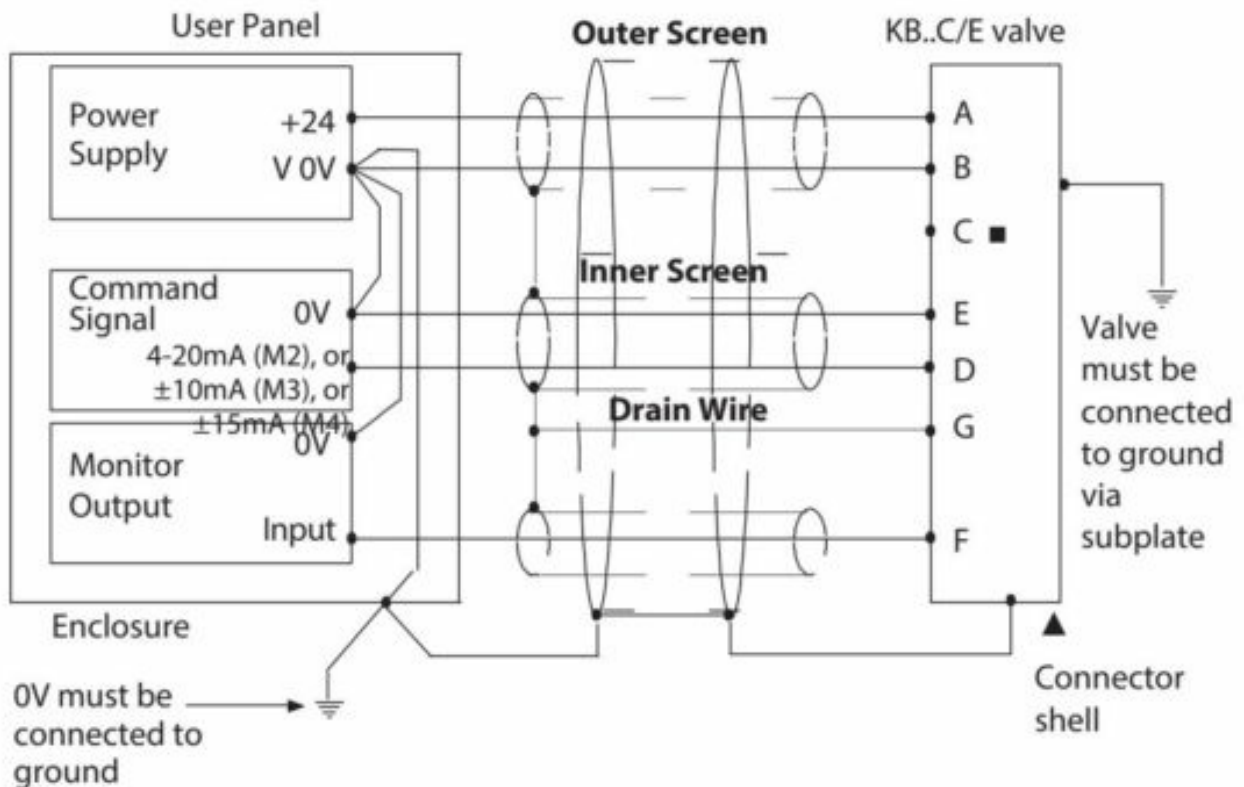 User Panel
Outer Screen
KB..C/E valve
Power
Supply
+24
V 0V
A
B
C ■
Inner Screen
Command
Signal
0V
4-20mA (M2), or
±10mA (M3), or
±15mA (M4)
E
D
Drain Wire
G
0V
Monitor
Output
Input
F
Valve
must be
connected
to ground
via
subplate
Enclosure
▲
Connector
shell
0V must be
connected to
ground